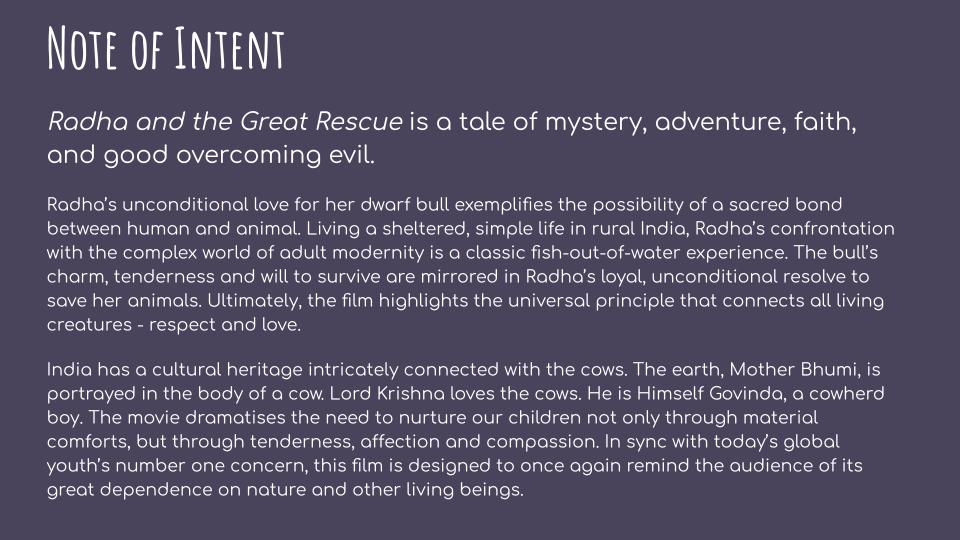 Note of Intent
Radha and the Great Rescue is a tale of mystery, adventure, faith,
and good overcoming evil.
Radha's unconditional love for her dwarf bull exemplifies the possibility of a sacred bond
between human and animal. Living a sheltered, simple life in rural India, Radha's confrontation
with the complex world of adult modernity is a classic fish-out-of-water experience. The bull's
charm, tenderness and will to survive are mirrored in Radha's loyal, unconditional resolve to
save her animals. Ultimately, the film highlights the universal principle that connects all living
creatures - respect and love.
India has a cultural heritage intricately connected with the cows. The earth, Mother Bhumi, is
portrayed in the body of a cow. Lord Krishna loves the cows. He is Himself Govinda, a cowherd
boy. The movie dramatises the need to nurture our children not only through material
comforts, but through tenderness, affection and compassion. In sync with today's global
youth's number one concern, this film is designed to once again remind the audience of its
great dependence on nature and other living beings.